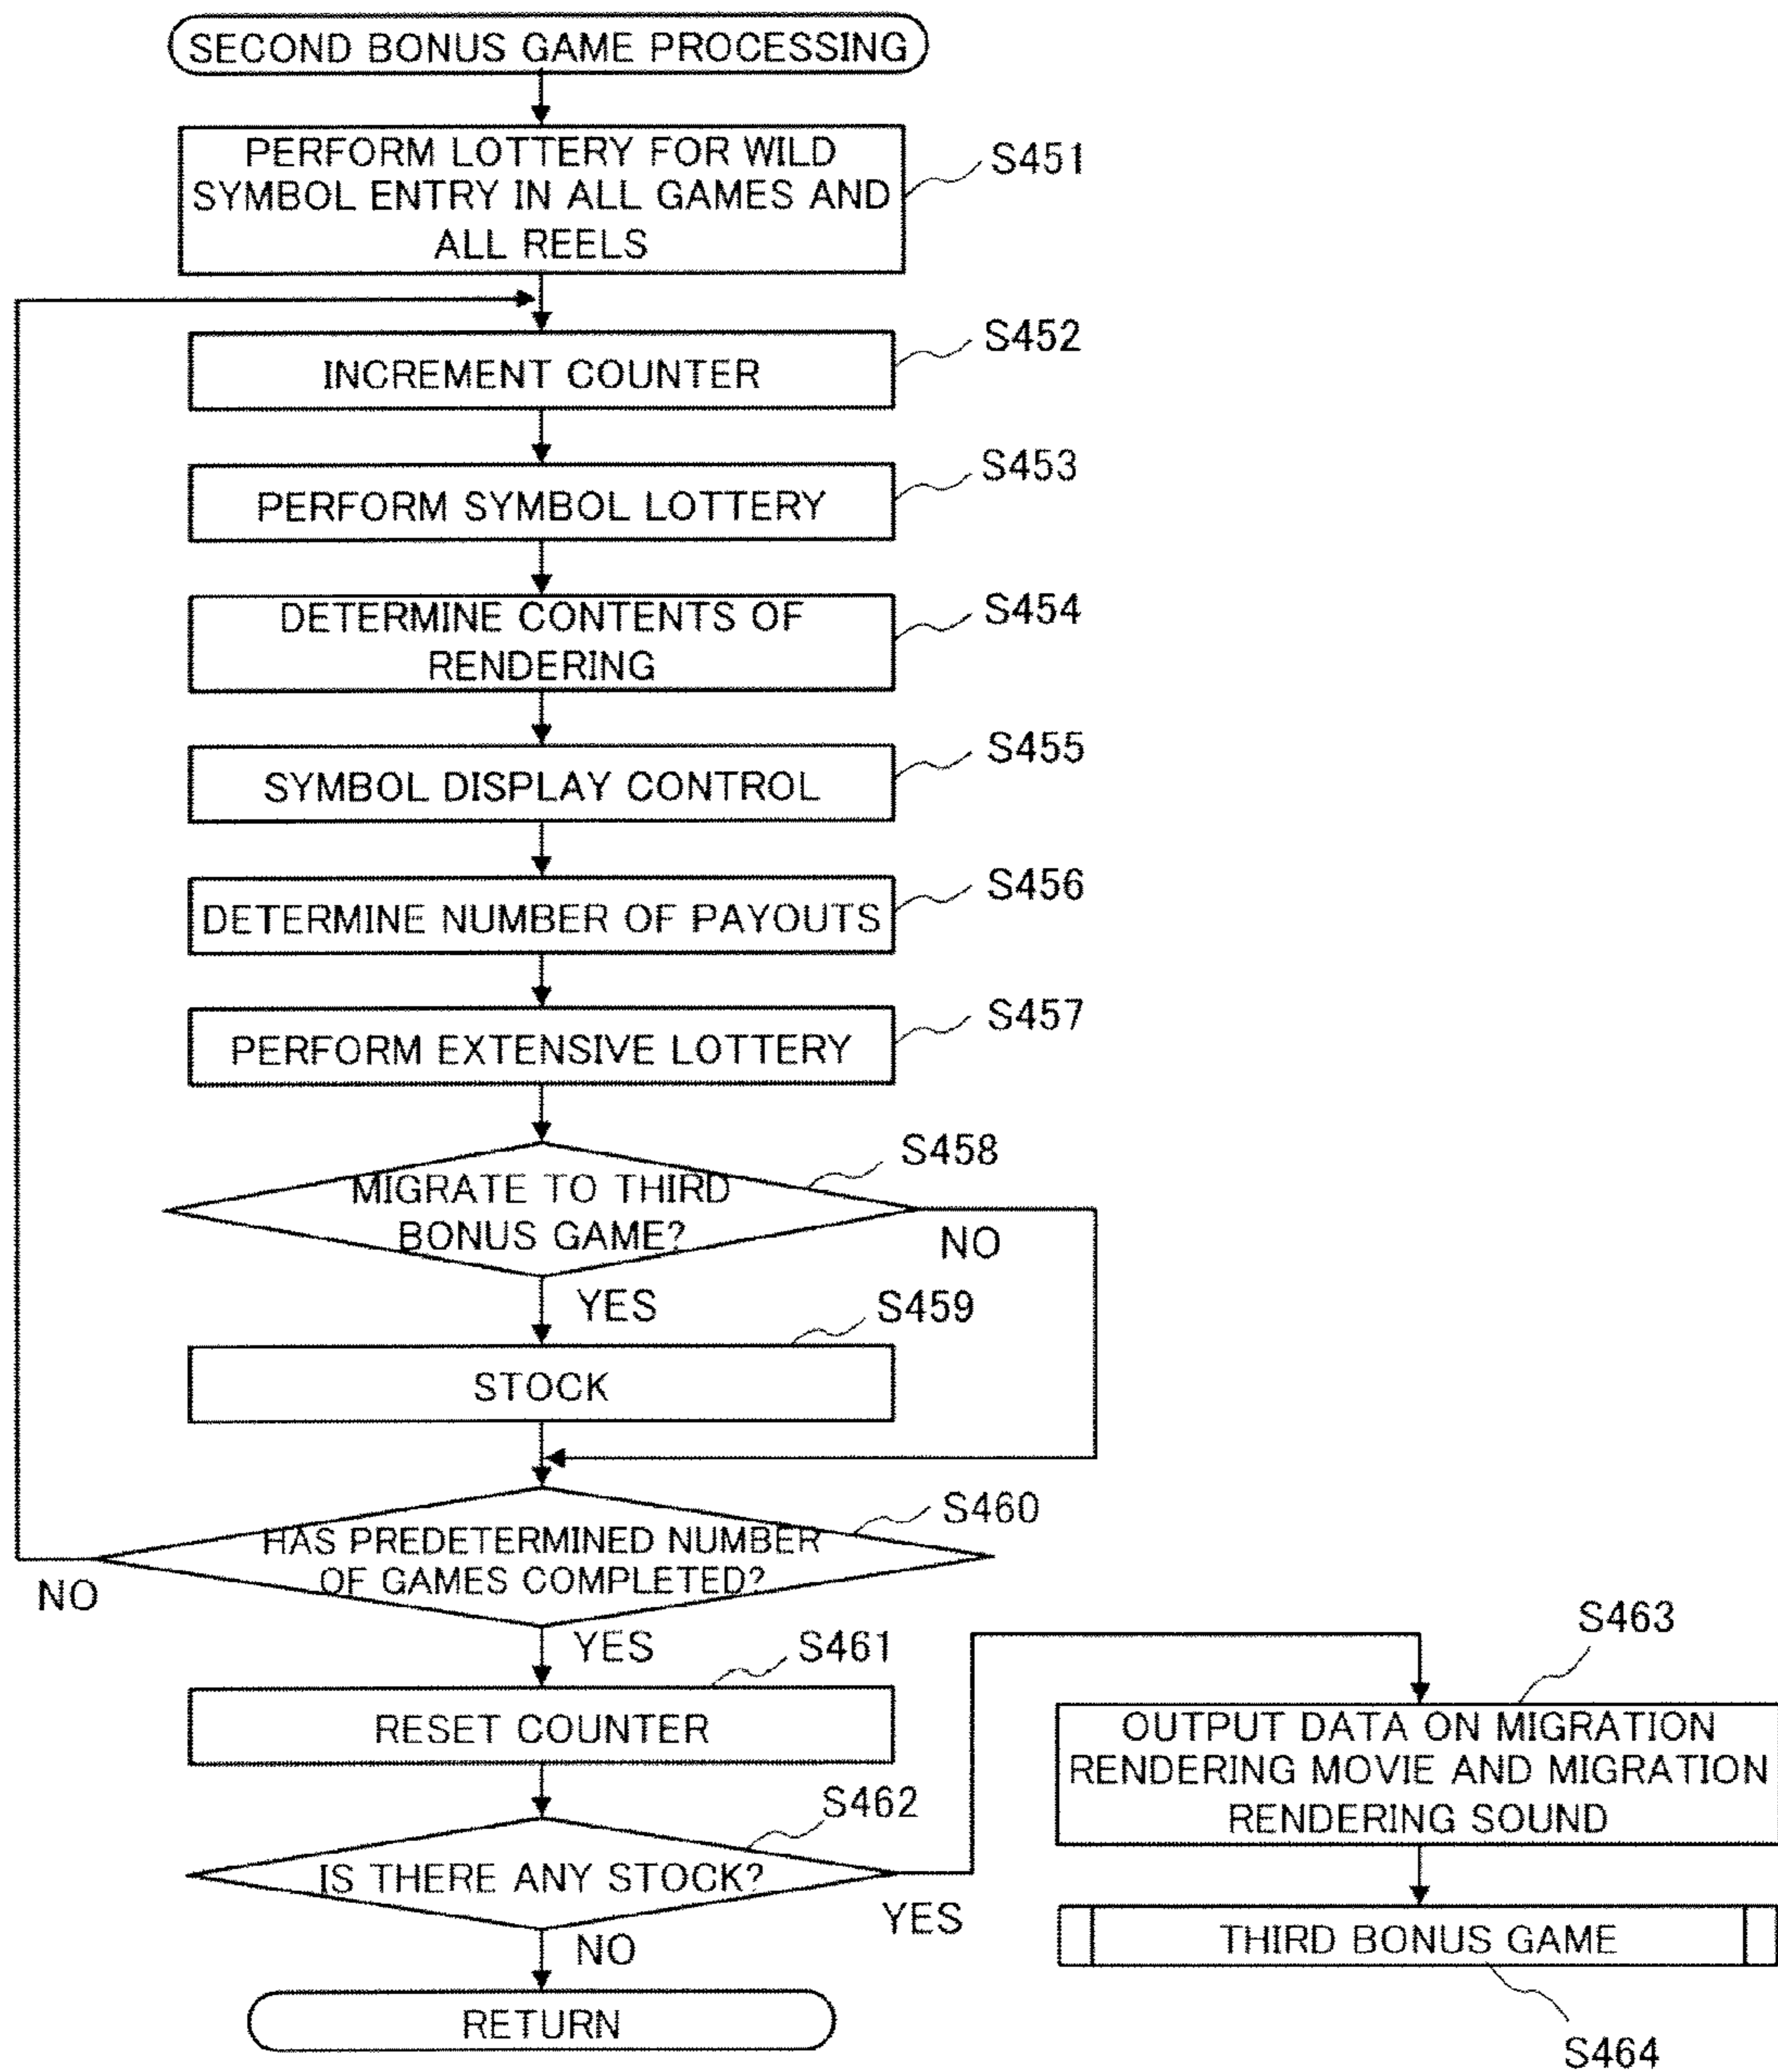 SECOND BONUS GAME PROCESSING
PERFORM LOTTERY FOR WILD
SYMBOL ENTRY IN ALL GAMES AND
ALL REELS
S451
INCREMENT COUNTER
S452
PERFORM SYMBOL LOTTERY
S453
DETERMINE CONTENTS OF
RENDERING
S454
SYMBOL DISPLAY CONTROL
S455
DETERMINE NUMBER OF PAYOUTS
S456
PERFORM EXTENSIVE LOTTERY
S457
MIGRATE TO THIRD
BONUS GAME?
S458
NO
YES
STOCK
S459
HAS PREDETERMINED NUMBER
OF GAMES COMPLETED?
S460
NO
YES
RESET COUNTER
S461
IS THERE ANY STOCK?
S462
YES
NO
RETURN
S463
OUTPUT DATA ON MIGRATION
RENDERING MOVIE AND MIGRATION
RENDERING SOUND
THIRD BONUS GAME
S464